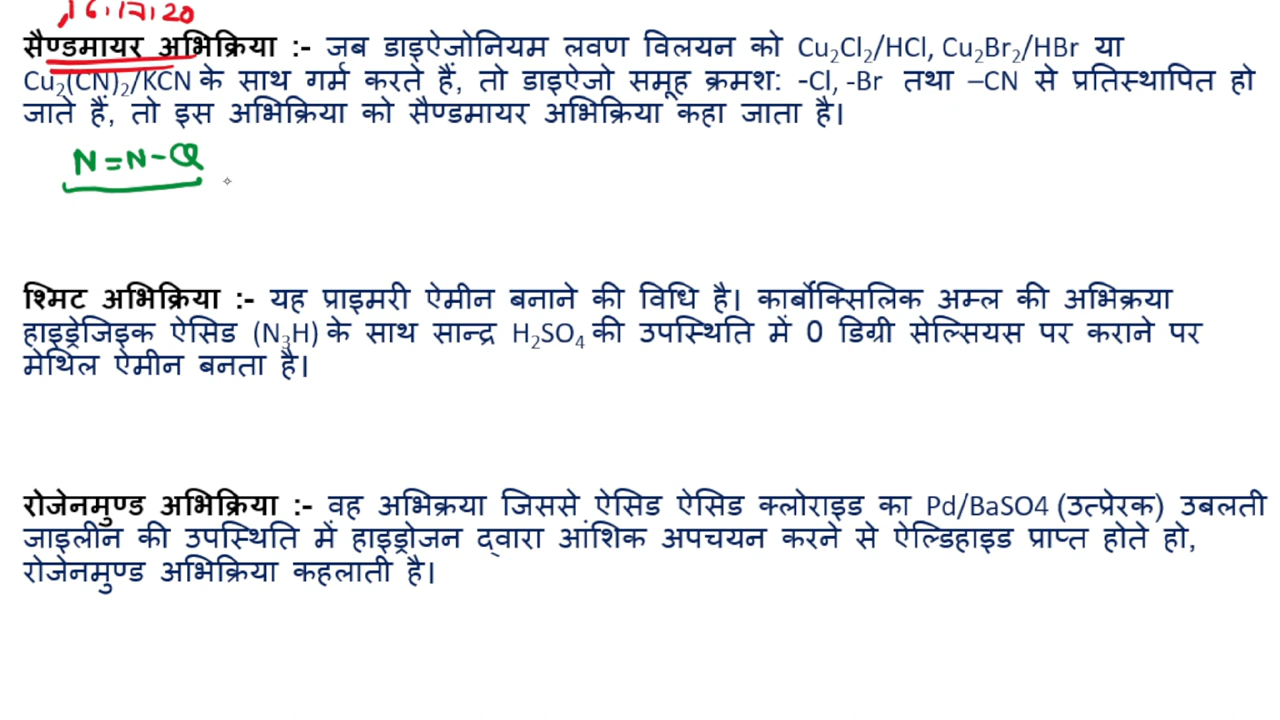 16, 17, 20
सैण्डमायर अभिक्रिया :- जब डाइऐजोनियम लवण विलयन को Cu₂Cl₂/HCl, Cu₂Br₂/HBr या
Cu₂(CN)₂/KCN के साथ गर्म करते हैं, तो डाइऐजो समूह क्रमश: -Cl, -Br तथा –CN से प्रतिस्थापित हो
जाते हैं, तो इस अभिक्रिया को सैण्डमायर अभिक्रिया कहा जाता है।
N=N-Cl
श्मिट अभिक्रिया :- यह प्राइमरी ऐमीन बनाने की विधि है। कार्बोक्सिलिक अम्ल की अभिक्रया
हाइड्रेजिइक ऐसिड (N₃H) के साथ सान्द्र H₂SO₄ की उपस्थिति में 0 डिग्री सेल्सियस पर कराने पर
मेथिल ऐमीन बनता है।
रोजेनमुण्ड अभिक्रिया :- वह अभिक्रया जिससे ऐसिड ऐसिड क्लोराइड का Pd/BaSO4 (उत्प्रेरक) उबलती
जाइलीन की उपस्थिति में हाइड्रोजन द्वारा आंशिक अपचयन करने से ऐल्डिहाइड प्राप्त होते हो,
रोजेनमुण्ड अभिक्रिया कहलाती है।